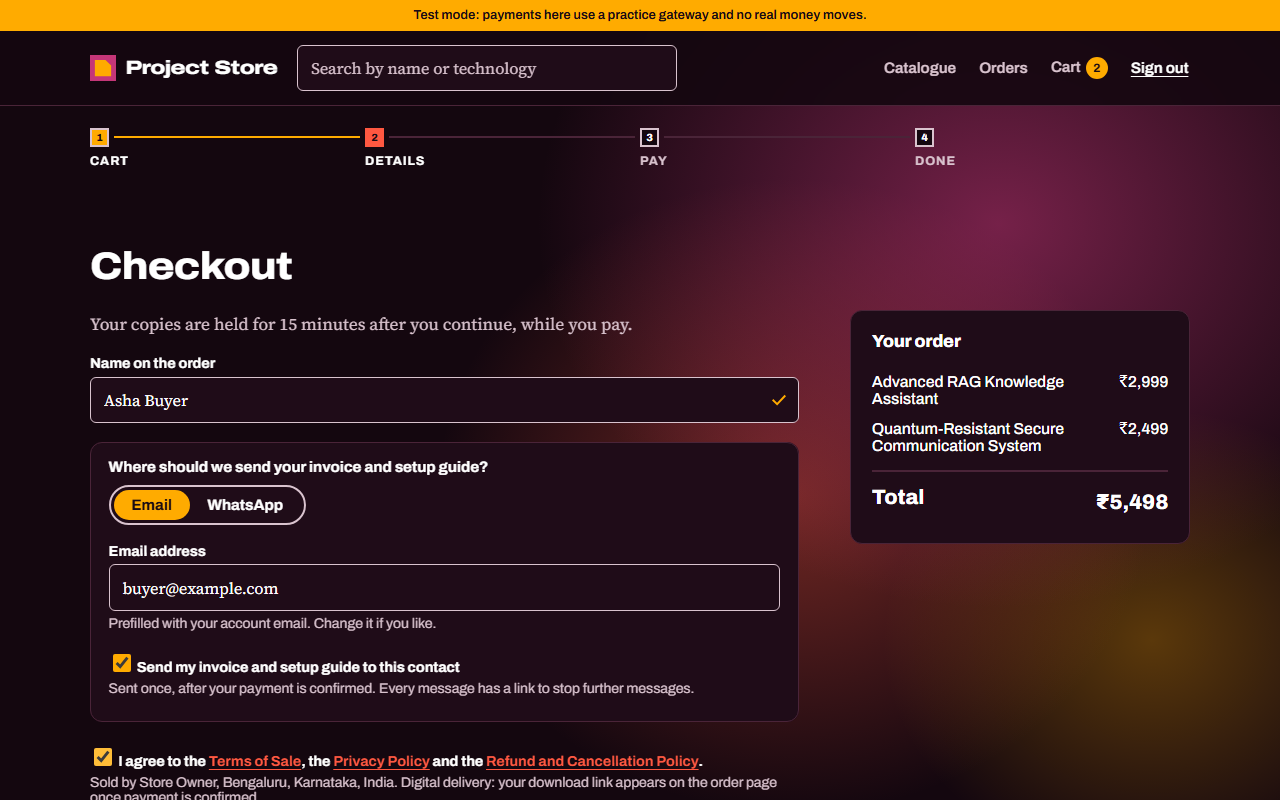 Test mode: payments here use a practice gateway and no real money moves.
Project Store
Search by name or technology
Catalogue
Orders
Cart 2
Sign out
1
CART
2
DETAILS
3
PAY
4
DONE
Checkout
Your copies are held for 15 minutes after you continue, while you pay.
Name on the order
Asha Buyer
Where should we send your invoice and setup guide?
Email
WhatsApp
Email address
buyer@example.com
Prefilled with your account email. Change it if you like.
Send my invoice and setup guide to this contact
Sent once, after your payment is confirmed. Every message has a link to stop further messages.
I agree to the Terms of Sale, the Privacy Policy and the Refund and Cancellation Policy.
Sold by Store Owner, Bengaluru, Karnataka, India. Digital delivery: your download link appears on the order page
once payment is confirmed
Your order
Advanced RAG Knowledge
Assistant
₹2,999
Quantum-Resistant Secure
Communication System
₹2,499
Total
₹5,498